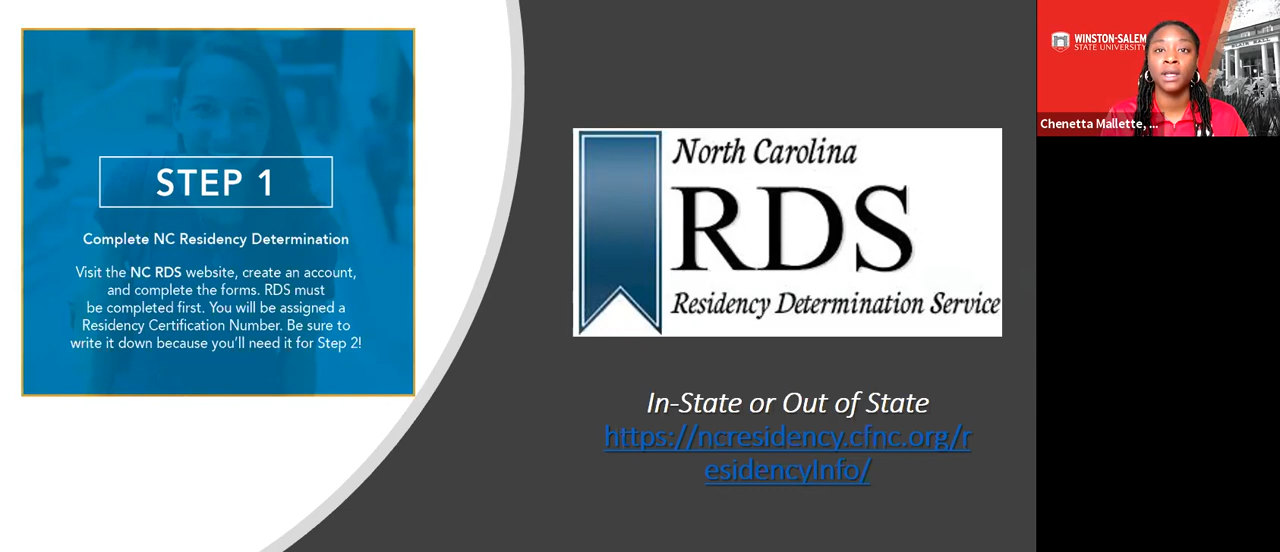 STEP 1
Complete NC Residency Determination
Visit the NC RDS website, create an account,
and complete the forms. RDS must
be completed first. You will be assigned a
Residency Certification Number. Be sure to
write it down because you'll need it for Step 2!
North Carolina
RDS
Residency Determination Service
In-State or Out of State
https://ncresidency.cfnc.org/r
esidencyInfo/
WINSTON-SALEM
STATE UNIVERSITY
BLAIR HALL
Chenetta Mallette, ...